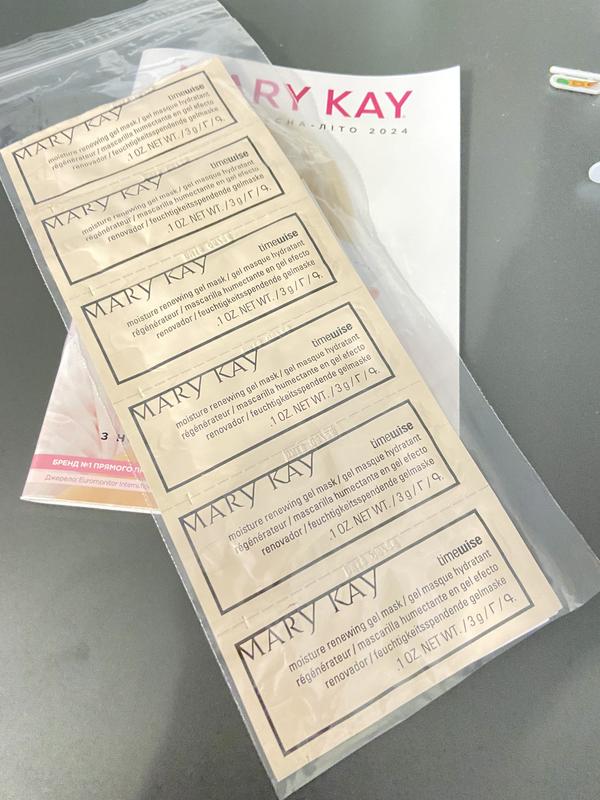 MARY KAY
СНА-ЛІТО 2024
MARY KAY
timewise
moisture renewing gel mask / gel masque hydratant
régénérateur / mascarilla humectante en gel efecto
renovador / feuchtigkeitsspendende gelmaske
.1 OZ. NET WT. / 3 g / Г / գ.
MARY KAY
timewise
moisture renewing gel mask / gel masque hydratant
régénérateur / mascarilla humectante en gel efecto
renovador / feuchtigkeitsspendende gelmaske
.1 OZ. NET WT. / 3 g / Г / գ.
MARY KAY
timewise
moisture renewing gel mask / gel masque hydratant
régénérateur / mascarilla humectante en gel efecto
renovador / feuchtigkeitsspendende gelmaske
.1 OZ. NET WT. / 3 g / Г / գ.
MARY KAY
timewise
moisture renewing gel mask / gel masque hydratant
régénérateur / mascarilla humectante en gel efecto
renovador / feuchtigkeitsspendende gelmaske
.1 OZ. NET WT. / 3 g / Г / գ.
MARY KAY
timewise
moisture renewing gel mask / gel masque hydratant
régénérateur / mascarilla humectante en gel efecto
renovador / feuchtigkeitsspendende gelmaske
.1 OZ. NET WT. / 3 g / Г / գ.
MARY KAY
timewise
moisture renewing gel mask / gel masque hydratant
régénérateur / mascarilla humectante en gel efecto
renovador / feuchtigkeitsspendende gelmaske
.1 OZ. NET WT. / 3 g / Г / գ.
З Н
БРЕНД №1 ПРЯМОГО
Джерело: Euromonitor